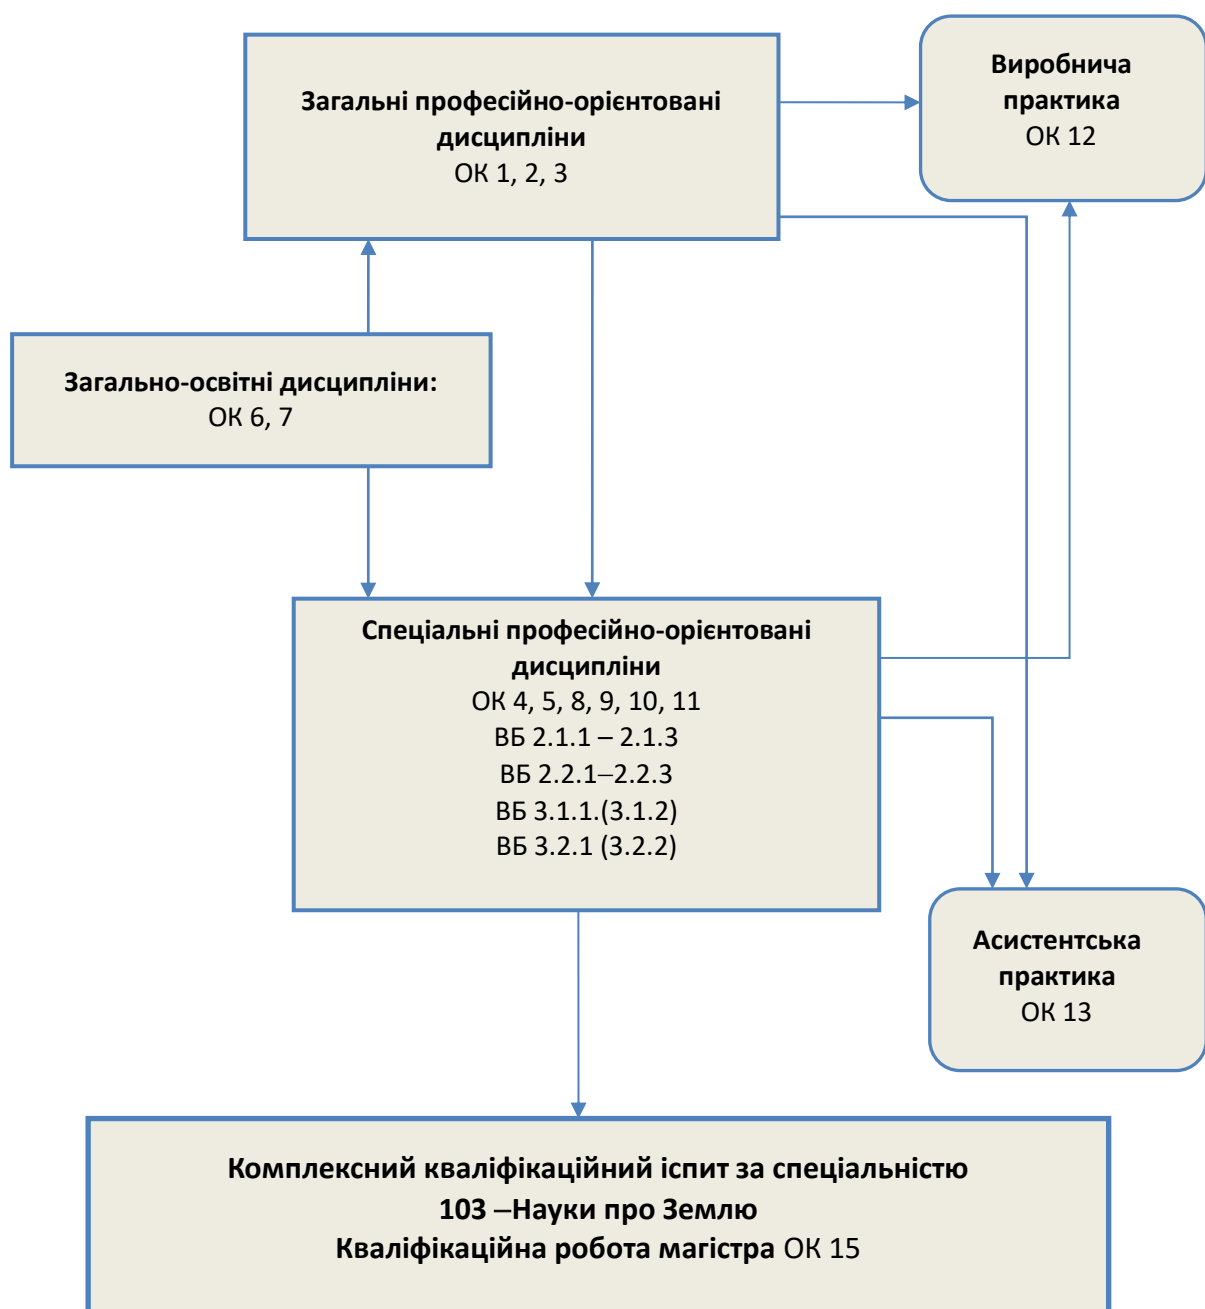 Загальні професійно-орієнтовані
дисципліни
ОК 1, 2, 3
Виробнича
практика
ОК 12
Загально-освітні дисципліни:
ОК 6, 7
Спеціальні професійно-орієнтовані
дисципліни
ОК 4, 5, 8, 9, 10, 11
ВБ 2.1.1 – 2.1.3
ВБ 2.2.1–2.2.3
ВБ 3.1.1.(3.1.2)
ВБ 3.2.1 (3.2.2)
Асистентська
практика
ОК 13
Комплексний кваліфікаційний іспит за спеціальністю
103 –Науки про Землю
Кваліфікаційна робота магістра ОК 15